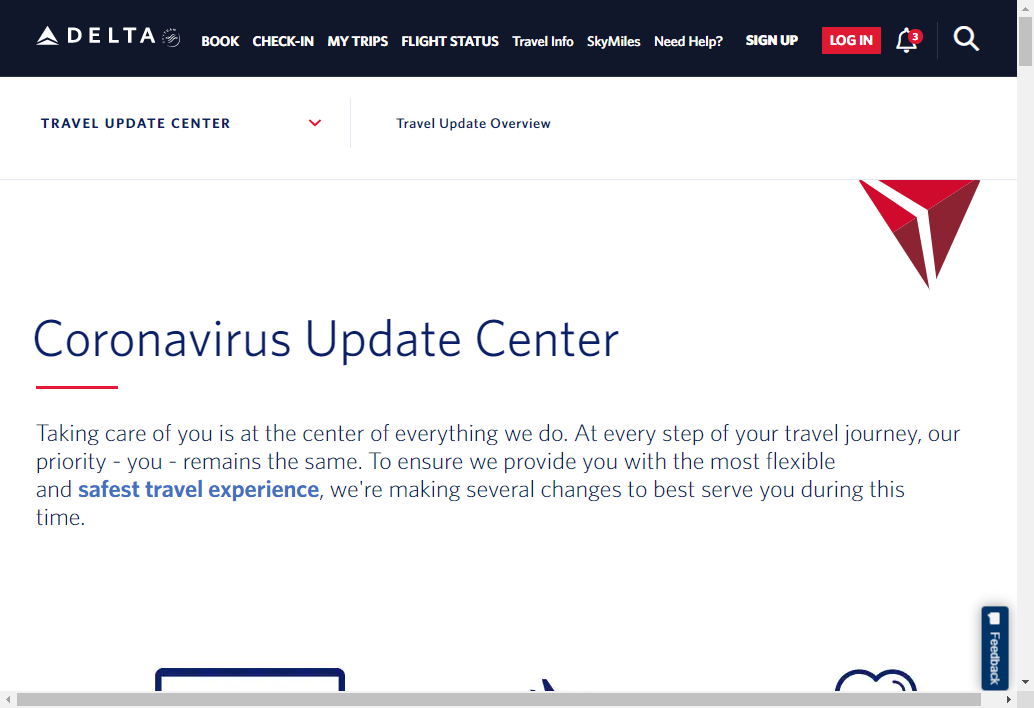 DELTA
BOOK CHECK-IN MY TRIPS FLIGHT STATUS Travel Info SkyMiles Need Help? SIGN UP LOG IN 3
TRAVEL UPDATE CENTER
Travel Update Overview
Coronavirus Update Center
Taking care of you is at the center of everything we do. At every step of your travel journey, our
priority - you - remains the same. To ensure we provide you with the most flexible
and safest travel experience, we're making several changes to best serve you during this
time.
Feedback